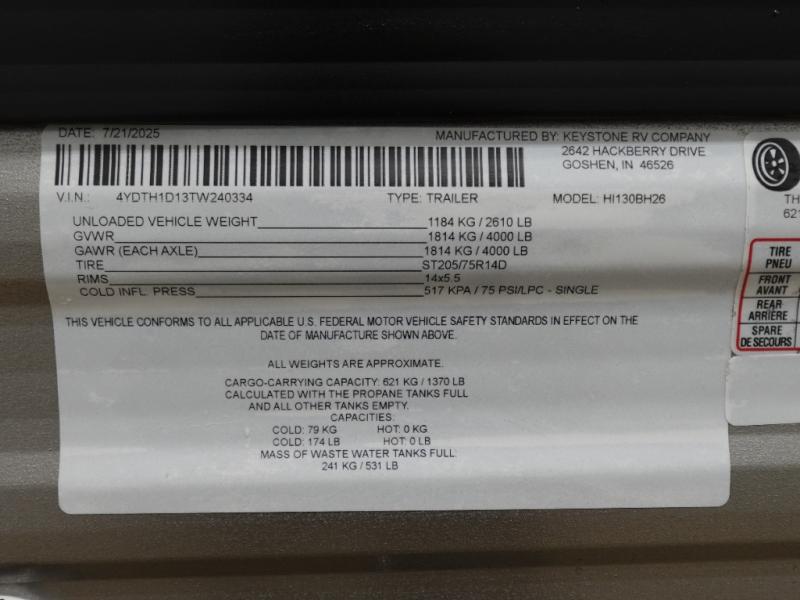 DATE: 7/21/2025
MANUFACTURED BY: KEYSTONE RV COMPANY
2642 HACKBERRY DRIVE
GOSHEN, IN 46526
V.I.N.: 4YDTH1D13TW240334 TYPE: TRAILER MODEL: HI130BH26
UNLOADED VEHICLE WEIGHT 1184 KG / 2610 LB
GVWR 1814 KG / 4000 LB
GAWR (EACH AXLE) 1814 KG / 4000 LB
TIRE ST205/75R14D
RIMS 14x5.5
COLD INFL. PRESS 517 KPA / 75 PSI/LPC - SINGLE
THIS VEHICLE CONFORMS TO ALL APPLICABLE U.S. FEDERAL MOTOR VEHICLE SAFETY STANDARDS IN EFFECT ON THE
DATE OF MANUFACTURE SHOWN ABOVE.
ALL WEIGHTS ARE APPROXIMATE.
CARGO-CARRYING CAPACITY: 621 KG / 1370 LB
CALCULATED WITH THE PROPANE TANKS FULL
AND ALL OTHER TANKS EMPTY.
CAPACITIES:
COLD: 79 KG HOT: 0 KG
COLD: 174 LB HOT: 0 LB
MASS OF WASTE WATER TANKS FULL:
241 KG / 531 LB
TH
621
TIRE
PNEU
FRONT
AVANT
REAR
ARRIÈRE
SPARE
DE SECOURS